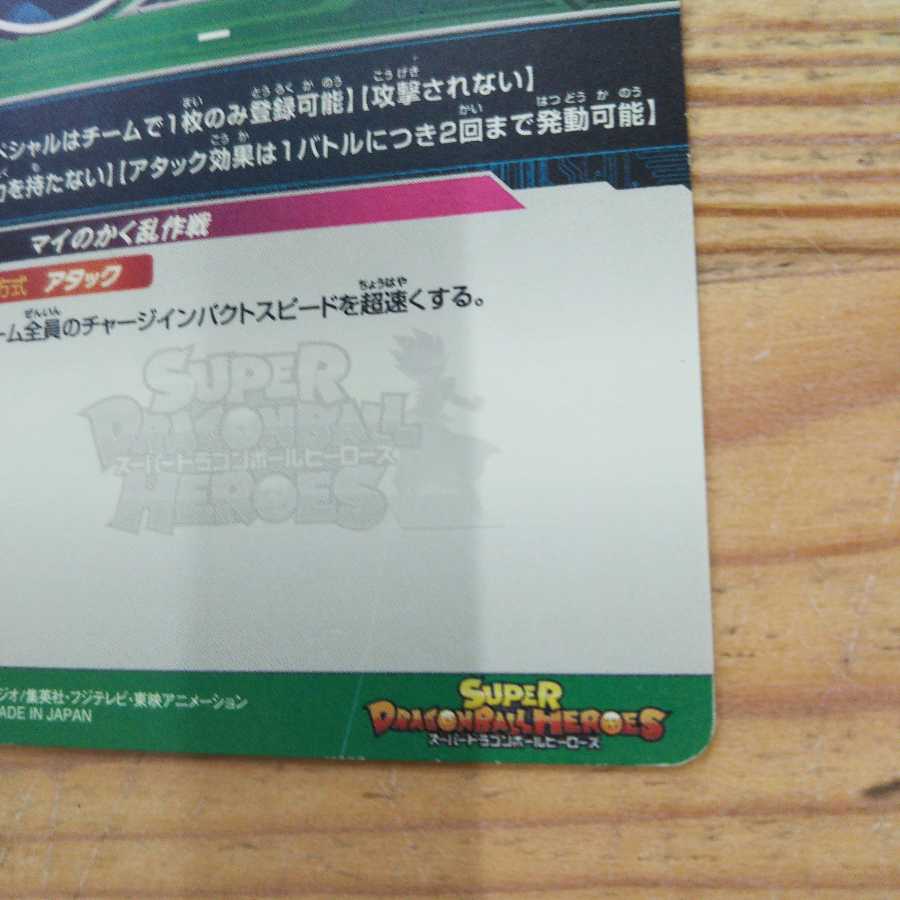 ペシャルはチームで1枚のみ登録可能】【攻撃されない】
を持たない】【アタック効果は1バトルにつき2回まで発動可能】
マイのかく乱作戦
方式 アタック
ーム全員のチャージインパクトスピードを超速くする。
SUPER
DRAGONBALL
スーパードラゴンボールヒーローズ
HEROES
ジオ/集英社・フジテレビ・東映アニメーション
ADE IN JAPAN
SUPER
DRAGONBALL HEROES
スーパードラゴンボールヒーローズ